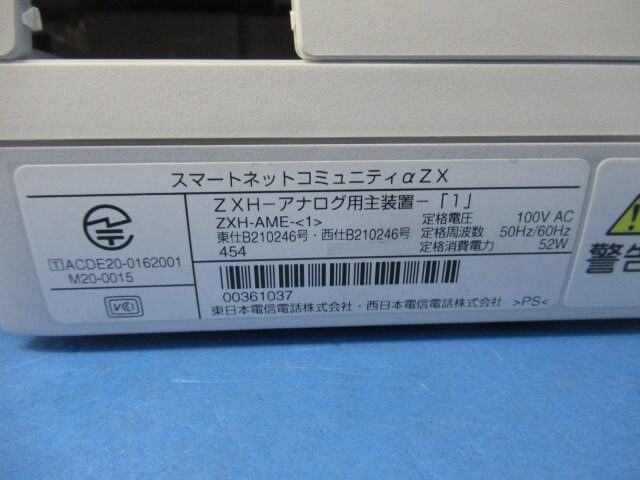 スマートネットコミュニティαZX
ZXH-アナログ用主装置-「1」
ZXH-AME-<1>
東仕B210246号・西仕B210246号
454
定格電圧 100V AC
定格周波数 50Hz/60Hz
定格消費電力 52W
T ACDE20-0162001
M20-0015
VCCI
00361037
東日本電信電話株式会社・西日本電信電話株式会社 >PS<
警告